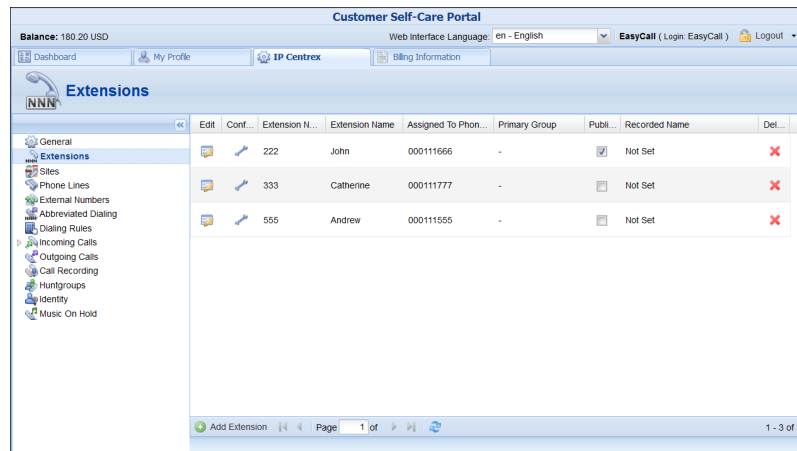 Customer Self-Care Portal
Balance: 180.20 USD Web Interface Language: en - English EasyCall ( Login: EasyCall ) Logout
Dashboard My Profile IP Centrex Billing Information
NNN Extensions
Edit Conf... Extension N... Extension Name Assigned To Phon... Primary Group Publi... Recorded Name Del...
General
Extensions
Sites
Phone Lines
External Numbers
Abbreviated Dialing
Dialing Rules
Incoming Calls
Outgoing Calls
Call Recording
Huntgroups
Identity
Music On Hold
222 John 000111666 - Not Set
333 Catherine 000111777 - Not Set
555 Andrew 000111555 - Not Set
Add Extension Page 1 of 1 - 3 of